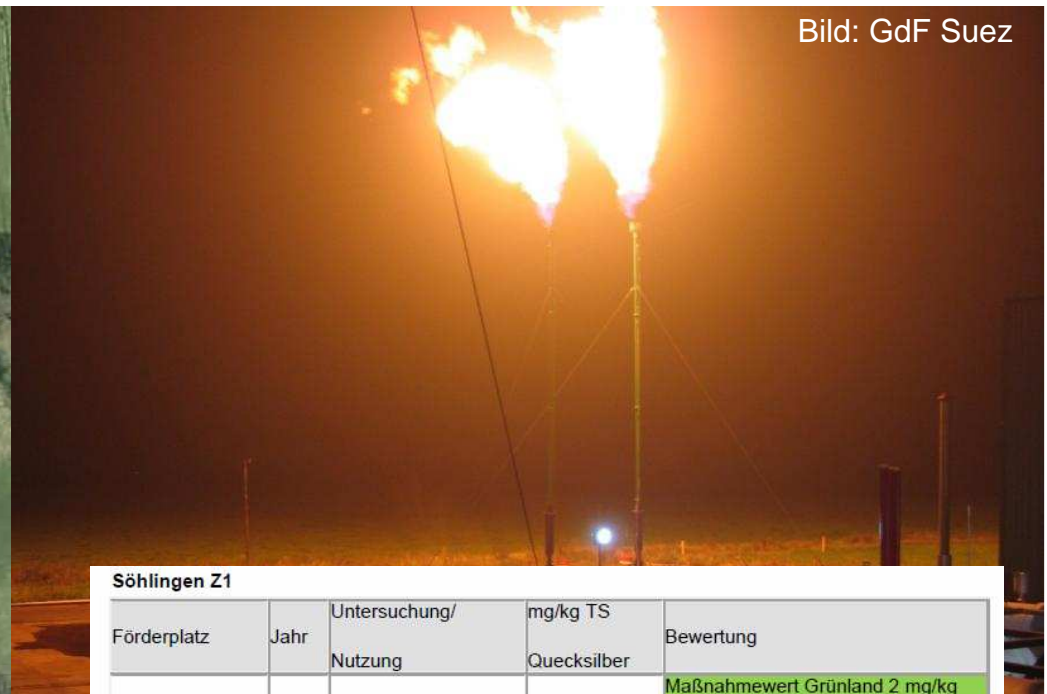 Bild: GdF Suez
Söhlingen Z1
Förderplatz Jahr Untersuchung/ Nutzung mg/kg TS Quecksilber Bewertung
Maßnahmewert Grünland 2 mg/kg